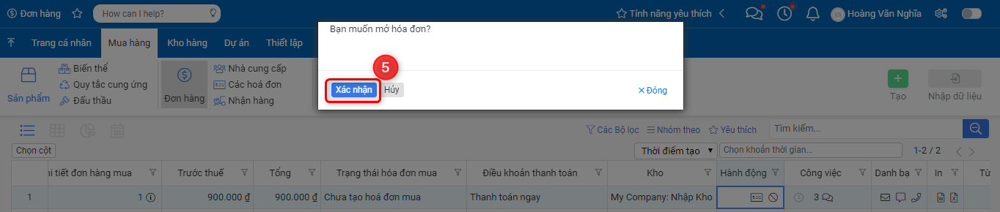 Đơn hàng
How can I help?
Tính năng yêu thích
Hoàng Văn Nghĩa
Trang cá nhân
Mua hàng
Kho hàng
Dự án
Thiết lập
Bạn muốn mở hóa đơn?
5
Xác nhận
Hủy
Đóng
Sản phẩm
Biến thể
Quy tắc cung ứng
Đấu thầu
Đơn hàng
Nhà cung cấp
Các hoá đơn
Nhận hàng
Tạo
Nhập dữ liệu
Các Bộ lọc
Nhóm theo
Yêu thích
Tìm kiếm...
Chọn cột
Thời điểm tạo
Chọn khoản thời gian...
1-2 / 2
tiết đơn hàng mua Trước thuế Tổng Trạng thái hóa đơn mua Điều khoản thanh toán Kho Hành động Công việc Danh bạ In Từ
1 1 900.000 ₫ 900.000 ₫ Chưa tạo hoá đơn mua Thanh toán ngay My Company: Nhập Kho 3